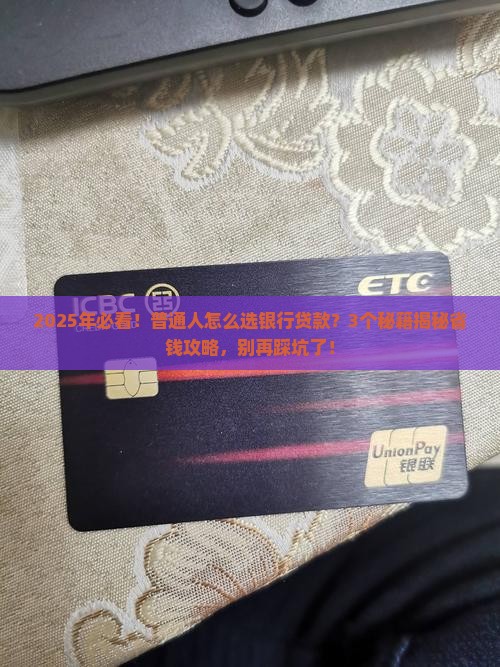 ICBC
ETC
2025年必看！普通人怎么选银行贷款？3个秘籍揭秘省
钱攻略，别再踩坑了！
UnionPay
银联